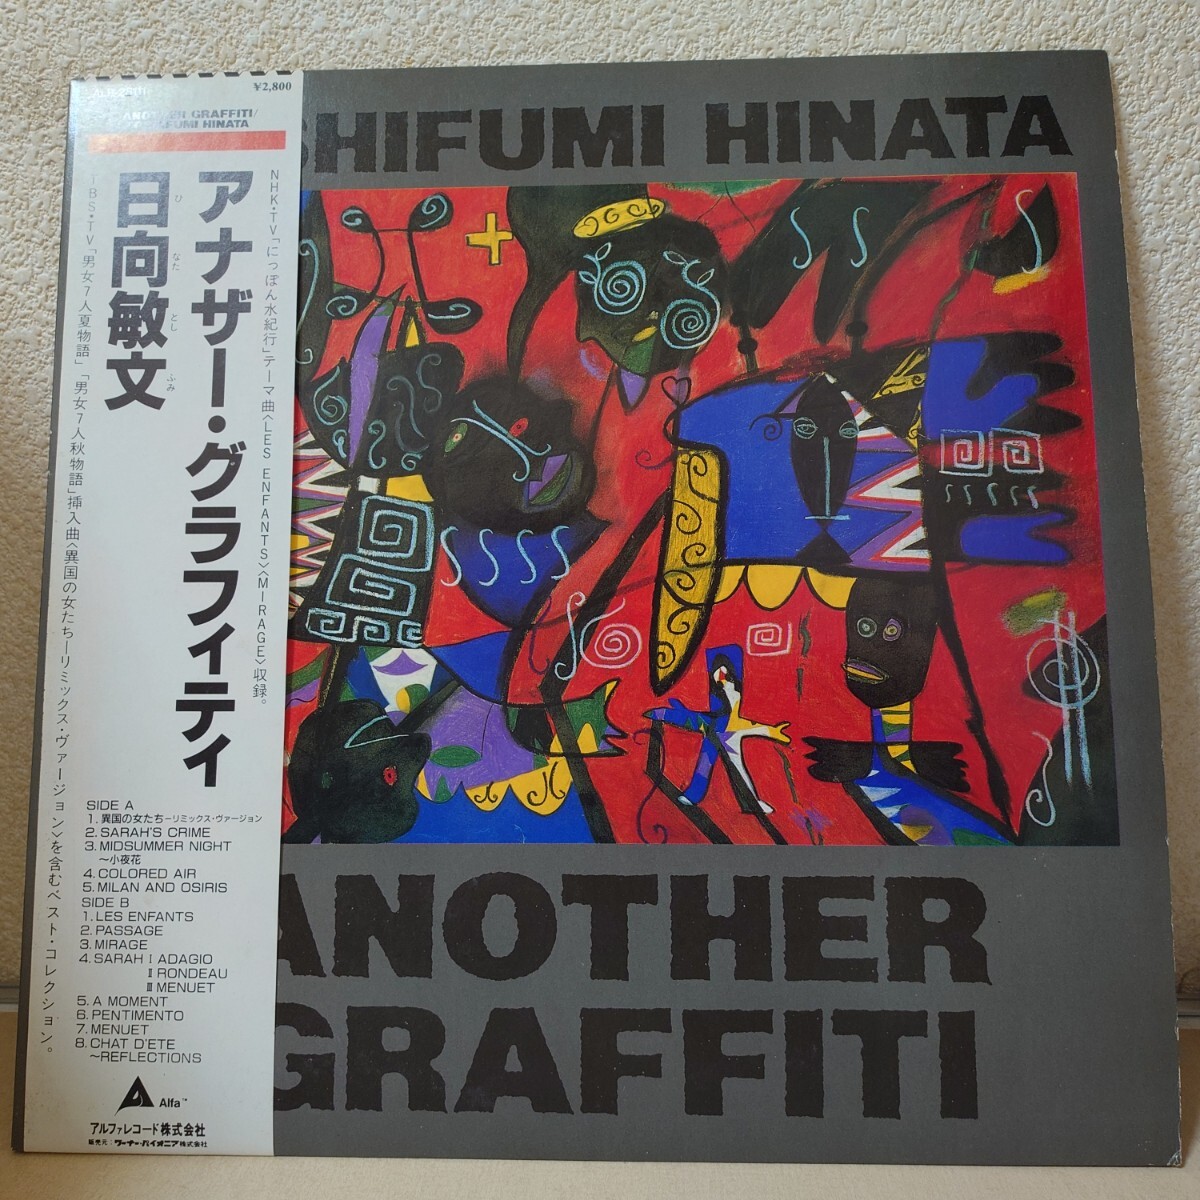 ¥2,800
ANOTHER GRAFFITI/
HINATA
アナザー・グラフィティ
日向敏文
ひ なた とし ふみ
NHK・TV「にっぽん水紀行」テーマ曲〈LES ENFANTS〉〈MIRAGE〉収録。
TBS・TV「男女7人夏物語」「男女7人秋物語」挿入曲〈異国の女たち―リミックス・ヴァージョン〉を含むベスト・コレクション。
SIDE A
1. 異国の女たち―リミックス・ヴァージョン
2. SARAH'S CRIME
3. MIDSUMMER NIGHT
～小夜花
4. COLORED AIR
5. MILAN AND OSIRIS
SIDE B
1. LES ENFANTS
2. PASSAGE
3. MIRAGE
4. SARAH Ⅰ ADAGIO
Ⅱ RONDEAU
Ⅲ MENUET
5. A MOMENT
6. PENTIMENTO
7. MENUET
8. CHAT D'ETE
～REFLECTIONS
Alfa™
アルファレコード株式会社
販売元：ワーナー・パイオニア株式会社
SHIFUMI HINATA
ANOTHER
GRAFFITI